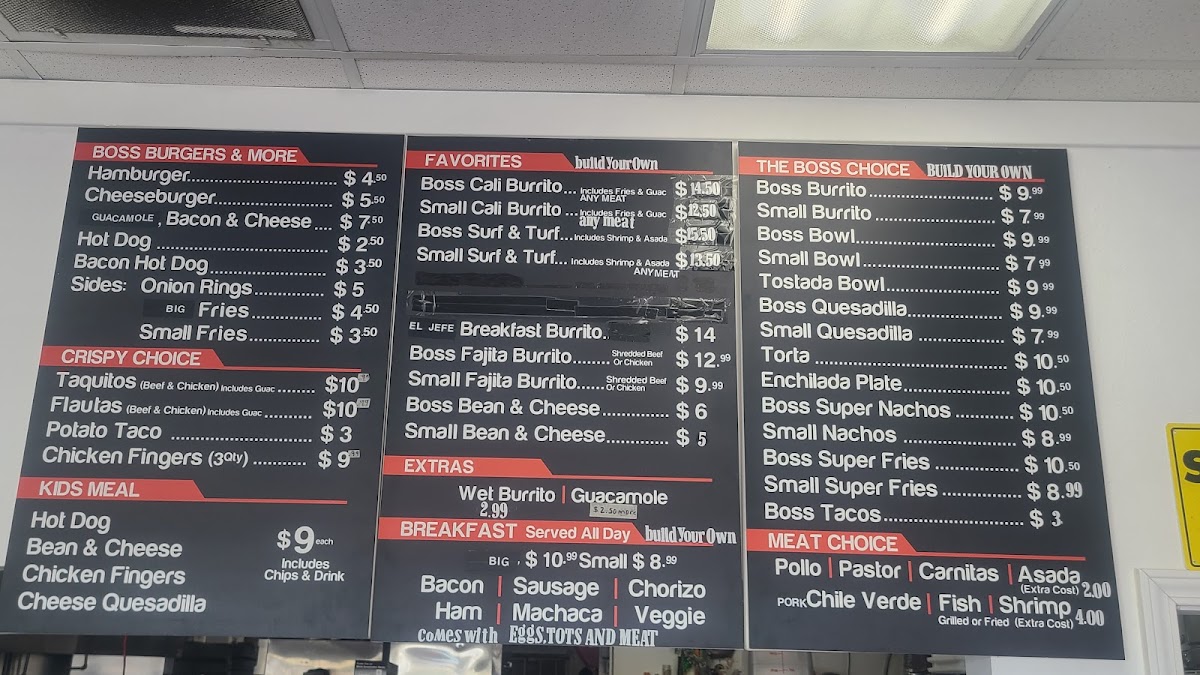 BOSS BURGERS & MORE
Hamburger........ $4.50
Cheeseburger........ $5.50
GUACAMOLE, Bacon & Cheese.... $7.50
Hot Dog ........ $2.50
Bacon Hot Dog........ $3.50
Sides: Onion Rings........ $5
BIG Fries........ $4.50
Small Fries........ $3.50
CRISPY CHOICE
Taquitos (Beef & Chicken) Includes Guac ........ $10
Flautas (Beef & Chicken) Includes Guac ........ $10
Potato Taco ........ $3
Chicken Fingers (3Qty) ........ $9
KIDS MEAL
Hot Dog
Bean & Cheese
Chicken Fingers
Cheese Quesadilla
$9 each
Includes
Chips & Drink
FAVORITES build Your Own
Boss Cali Burrito... Includes Fries & Guac $14.50
ANY MEAT
Small Cali Burrito ... Includes Fries & Guac $12.50
any meat
Boss Surf & Turf...Includes Shrimp & Asada $15.50
Small Surf & Turf... Includes Shrimp & Asada $13.50
ANY MEAT
EL JEFE Breakfast Burrito. $14
Boss Fajita Burrito........ Shredded Beef Or Chicken $12.99
Small Fajita Burrito...... Shredded Beef Or Chicken $9.99
Boss Bean & Cheese........ $6
Small Bean & Cheese........ $5
EXTRAS
Wet Burrito | Guacamole
2.99 $2.50 more
BREAKFAST Served All Day build Your Own
BIG , $10.99 Small $8.99
Bacon | Sausage | Chorizo
Ham | Machaca | Veggie
Comes with EGGS, TOTS AND MEAT
THE BOSS CHOICE BUILD YOUR OWN
Boss Burrito........ $9.99
Small Burrito........ $7.99
Boss Bowl........ $9.99
Small Bowl........ $7.99
Tostada Bowl........ $9.99
Boss Quesadilla........ $9.99
Small Quesadilla ........ $7.99
Torta ........ $10.50
Enchilada Plate........ $10.50
Boss Super Nachos ........ $10.50
Small Nachos ........ $8.99
Boss Super Fries ........ $10.50
Small Super Fries ........ $8.99
Boss Tacos........ $3
MEAT CHOICE
Pollo | Pastor | Carnitas | Asada
(Extra Cost) 2.00
PORK Chile Verde | Fish | Shrimp
Grilled or Fried (Extra Cost) 4.00